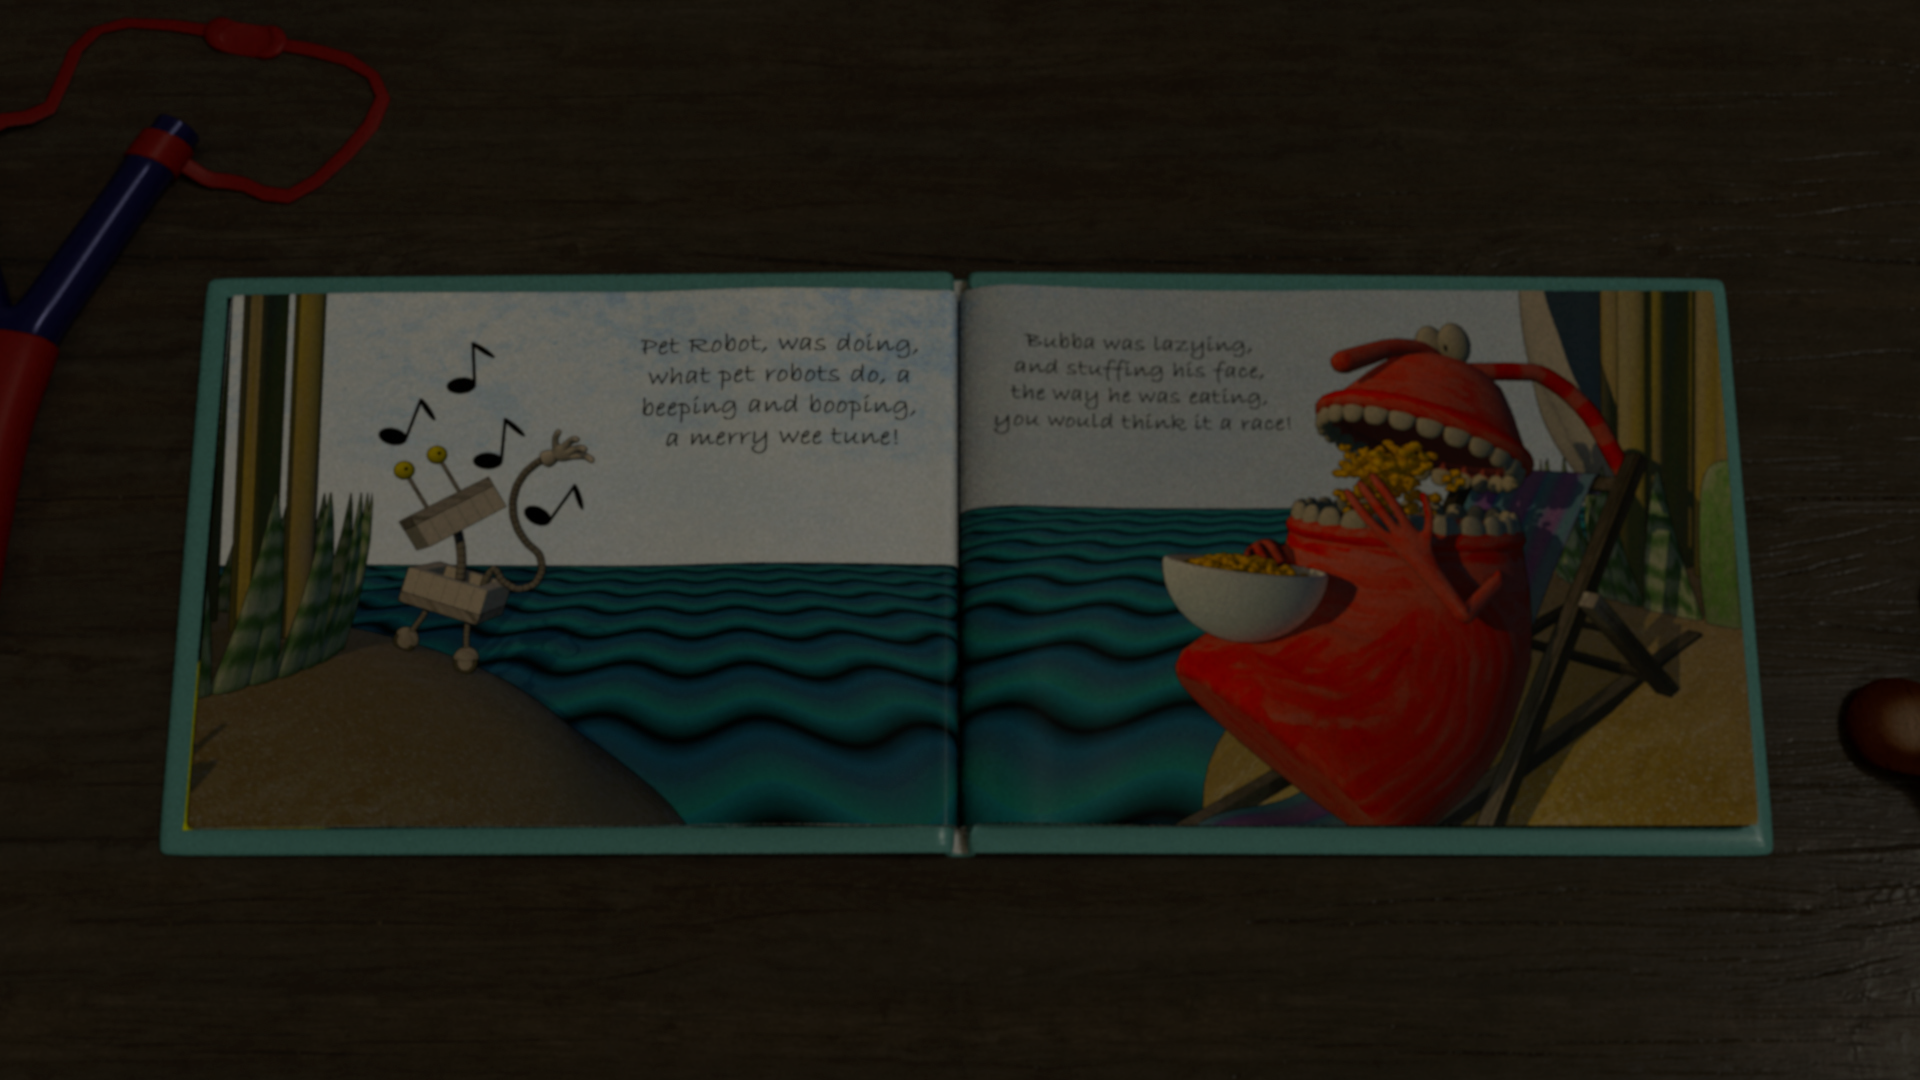 Pet Robot, was doing,
what pet robots do, a
beeping and booping,
a merry wee tune!
Bubba was lazying,
and stuffing his face,
the way he was eating,
you would think it a race!